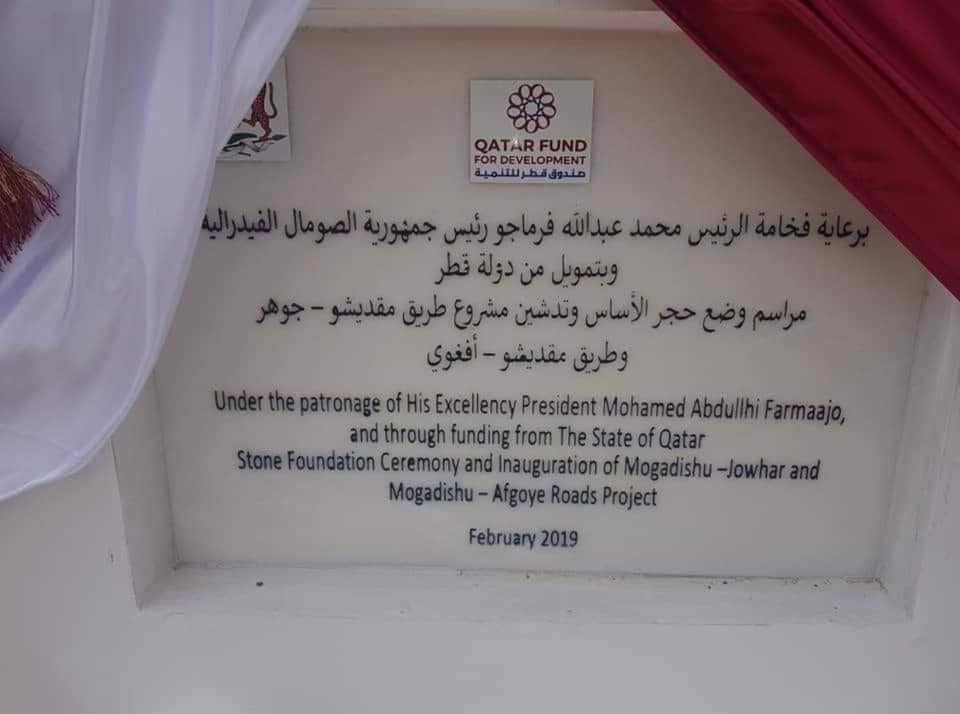 QATAR FUND
FOR DEVELOPMENT
صندوق قطر للتنمية
برعاية فخامة الرئيس محمد عبدالله فرماجو رئيس جمهورية الصومال الفيدرالية
وبتمويل من دولة قطر
مراسم وضع حجر الأساس وتدشين مشروع طريق مقديشو – جوهر
وطريق مقديشو – أفغوي
Under the patronage of His Excellency President Mohamed Abdullhi Farmaajo,
and through funding from The State of Qatar
Stone Foundation Ceremony and Inauguration of Mogadishu –Jowhar and
Mogadishu – Afgoye Roads Project
February 2019